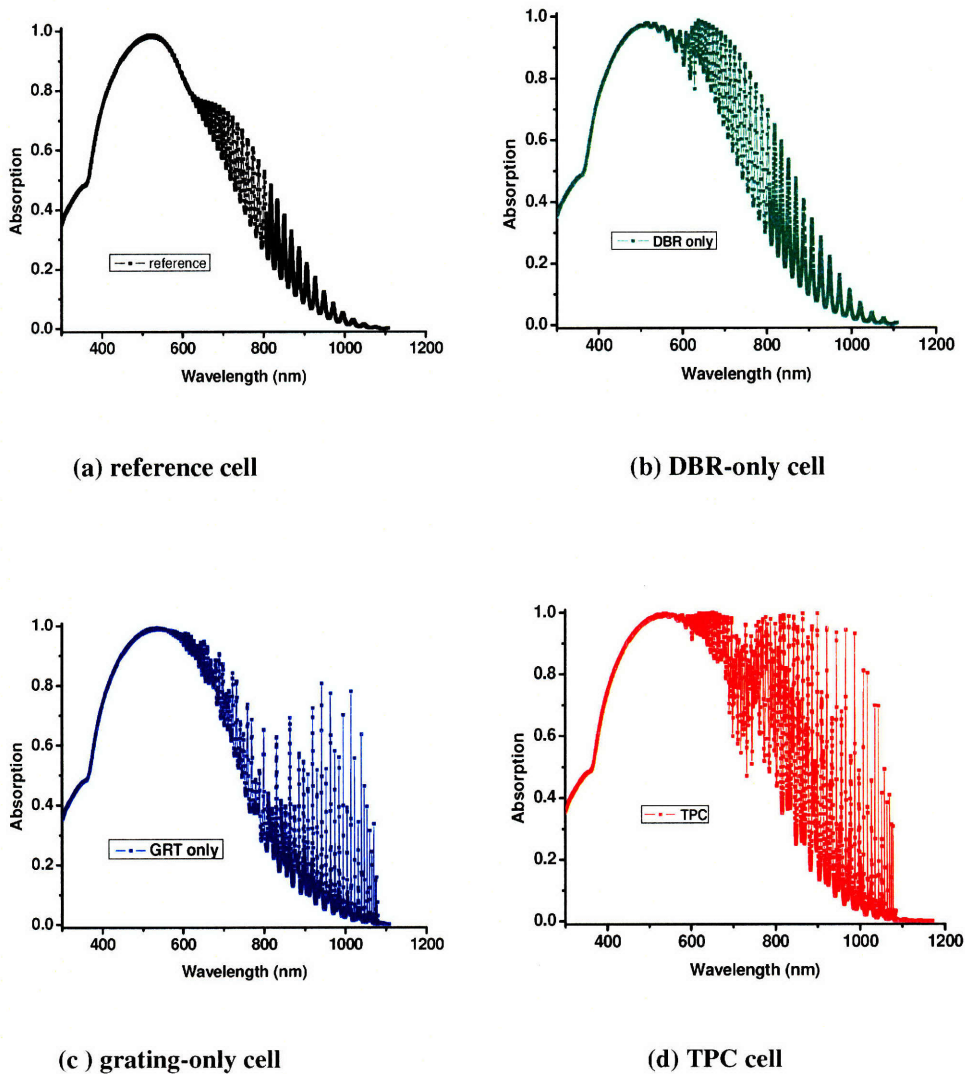 1.0
0.8
0.6
0.4
0.2
0.0
Absorption
reference
400 600 800 1000 1200
Wavelength (nm)
(a) reference cell
1.0
0.8
0.6
0.4
0.2
0.0
Absorption
DBR only
400 600 800 1000 1200
Wavelength (nm)
(b) DBR-only cell
1.0
0.8
0.6
0.4
0.2
0.0
Absorption
GRT only
400 600 800 1000 1200
Wavelength (nm)
(c ) grating-only cell
1.0
0.8
0.6
0.4
0.2
0.0
Absorption
TPC
400 600 800 1000 1200
Wavelength (nm)
(d) TPC cell